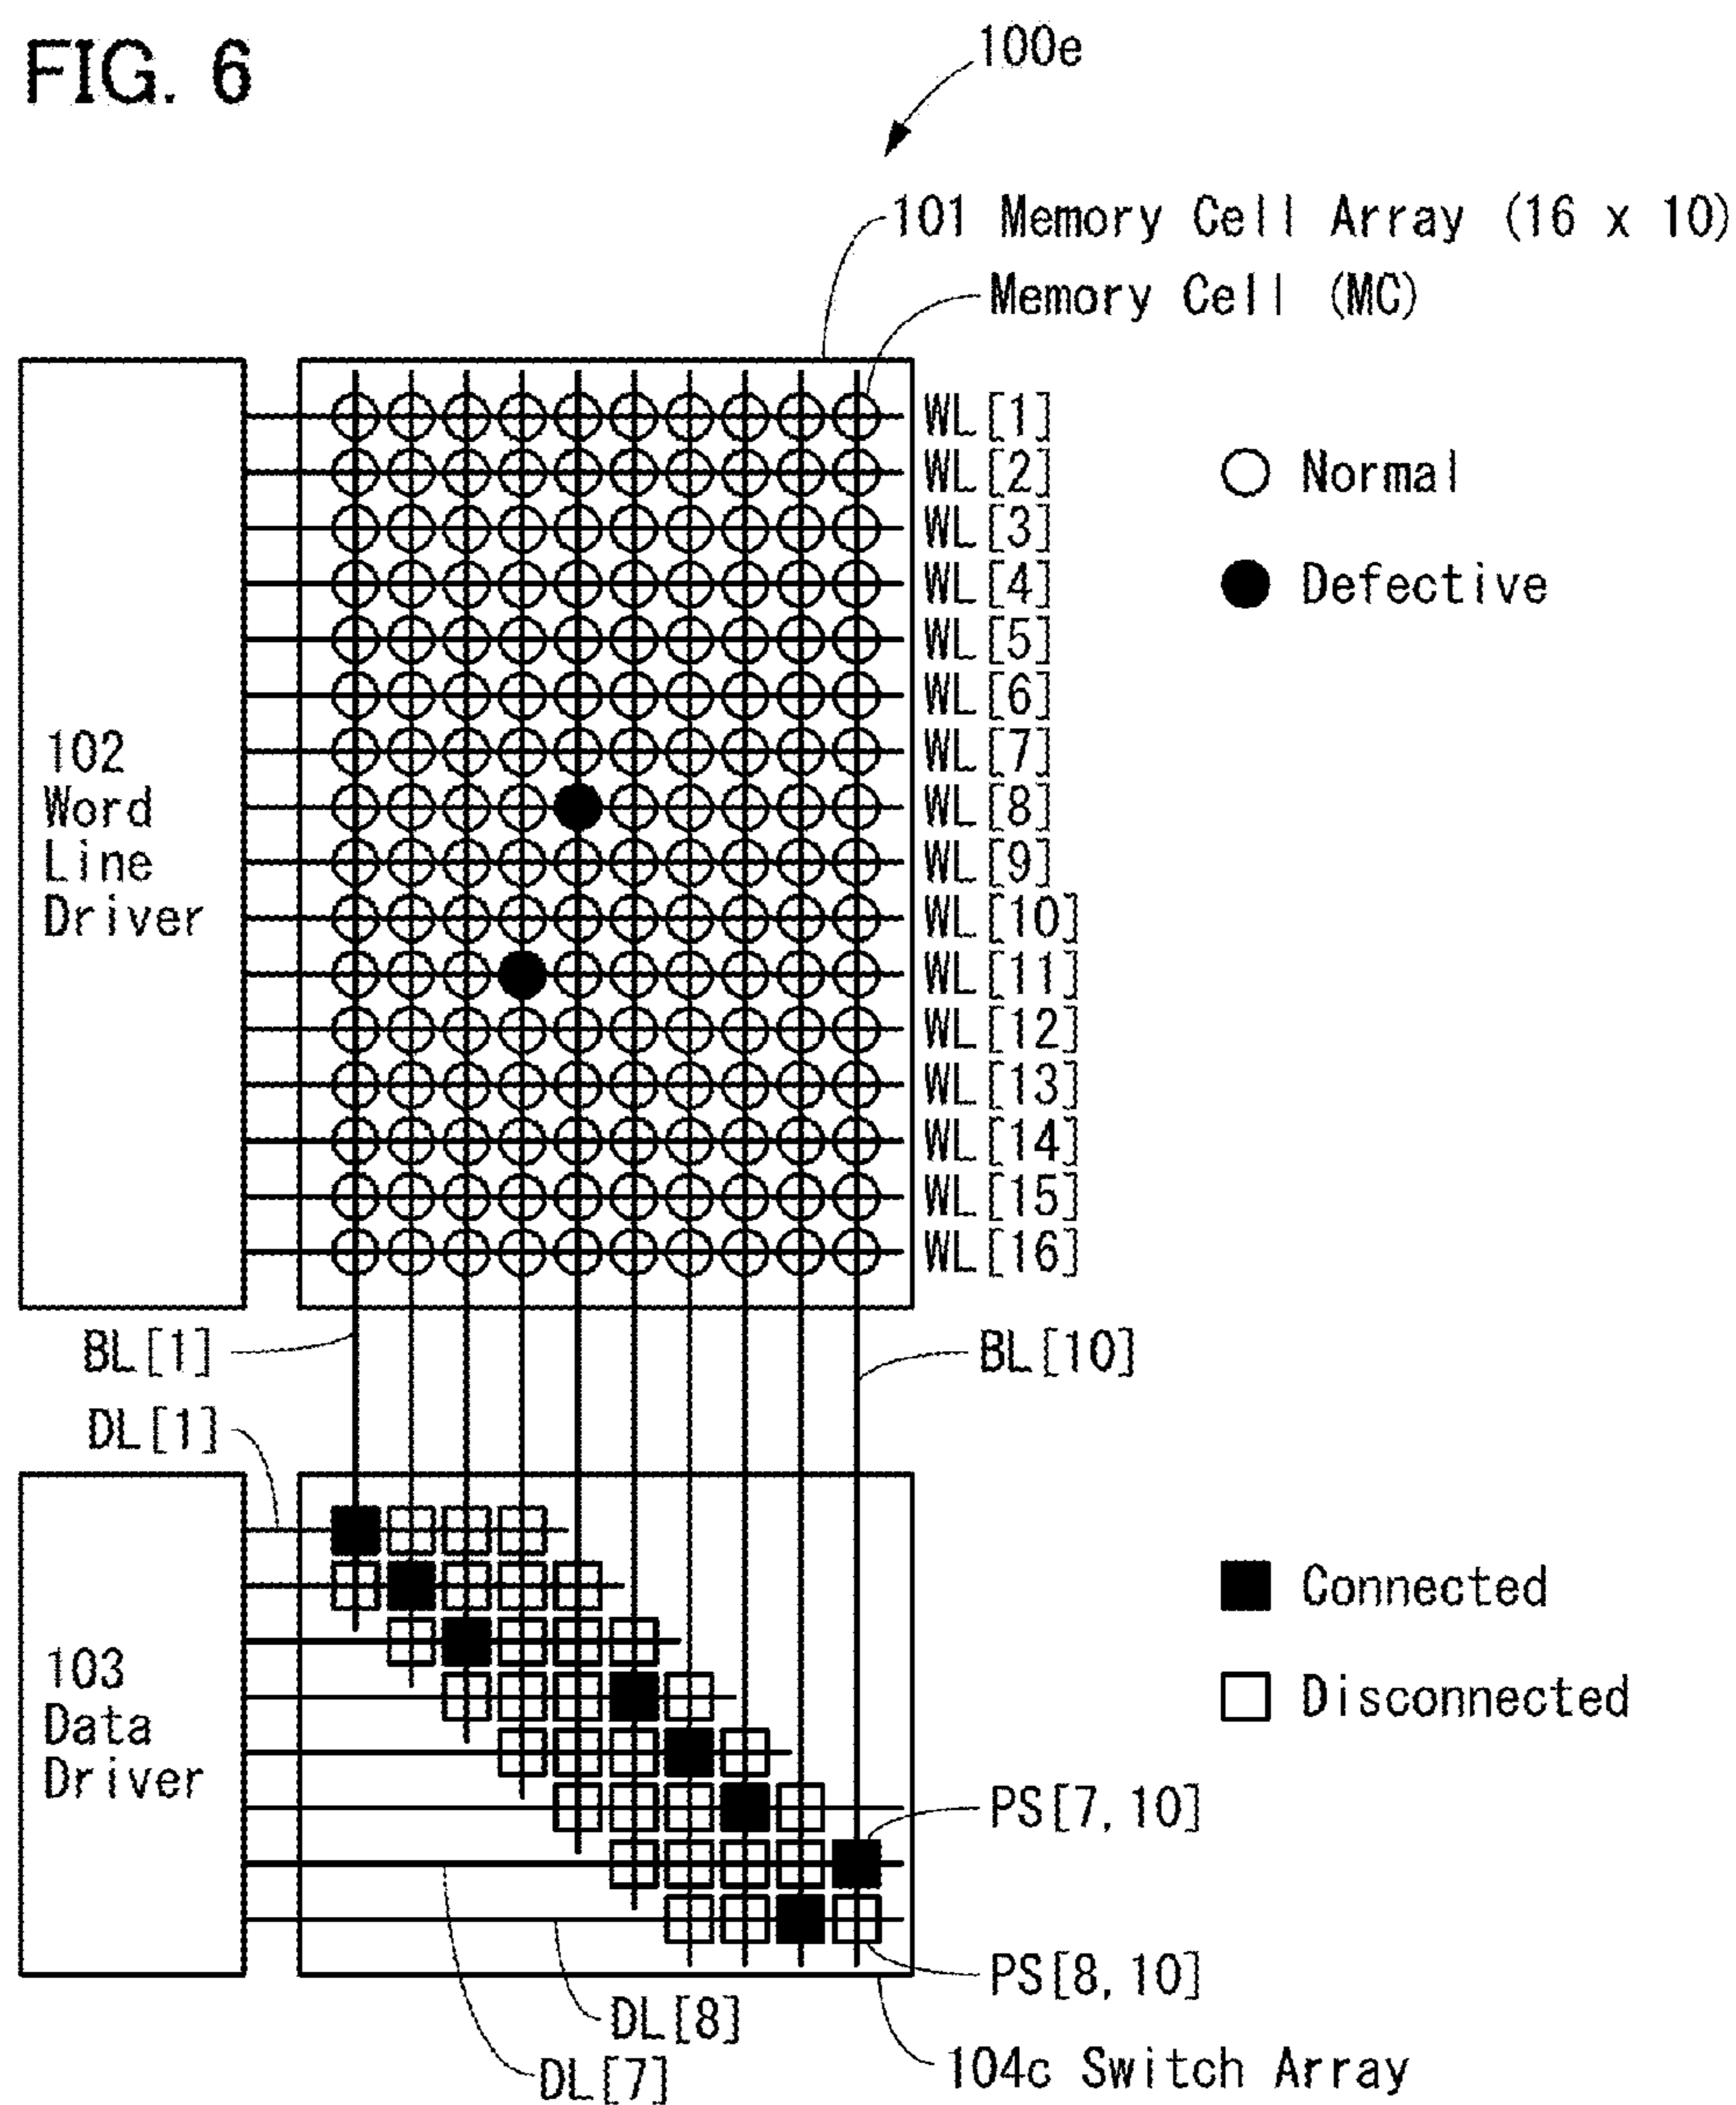 FIG. 6
100e
101 Memory Cell Array (16 x 10)
Memory Cell (MC)
WL[1]
WL[2]
WL[3]
WL[4]
WL[5]
WL[6]
WL[7]
WL[8]
WL[9]
WL[10]
WL[11]
WL[12]
WL[13]
WL[14]
WL[15]
WL[16]
Normal
Defective
102
Word
Line
Driver
BL[1]
BL[10]
DL[1]
103
Data
Driver
Connected
Disconnected
PS[7,10]
PS[8,10]
DL[8]
DL[7]
104c Switch Array